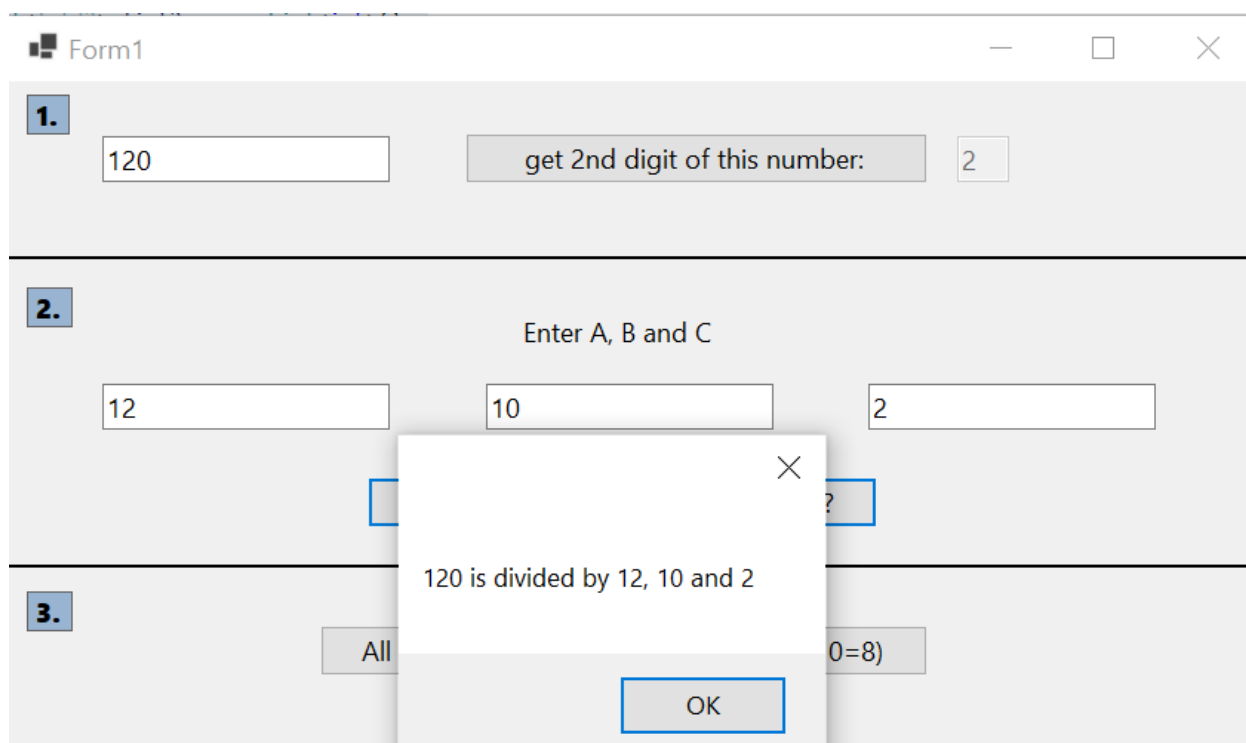 Form1
1.
120
get 2nd digit of this number:
2
2.
Enter A, B and C
12
10
2
?
120 is divided by 12, 10 and 2
3.
All
0=8)
OK